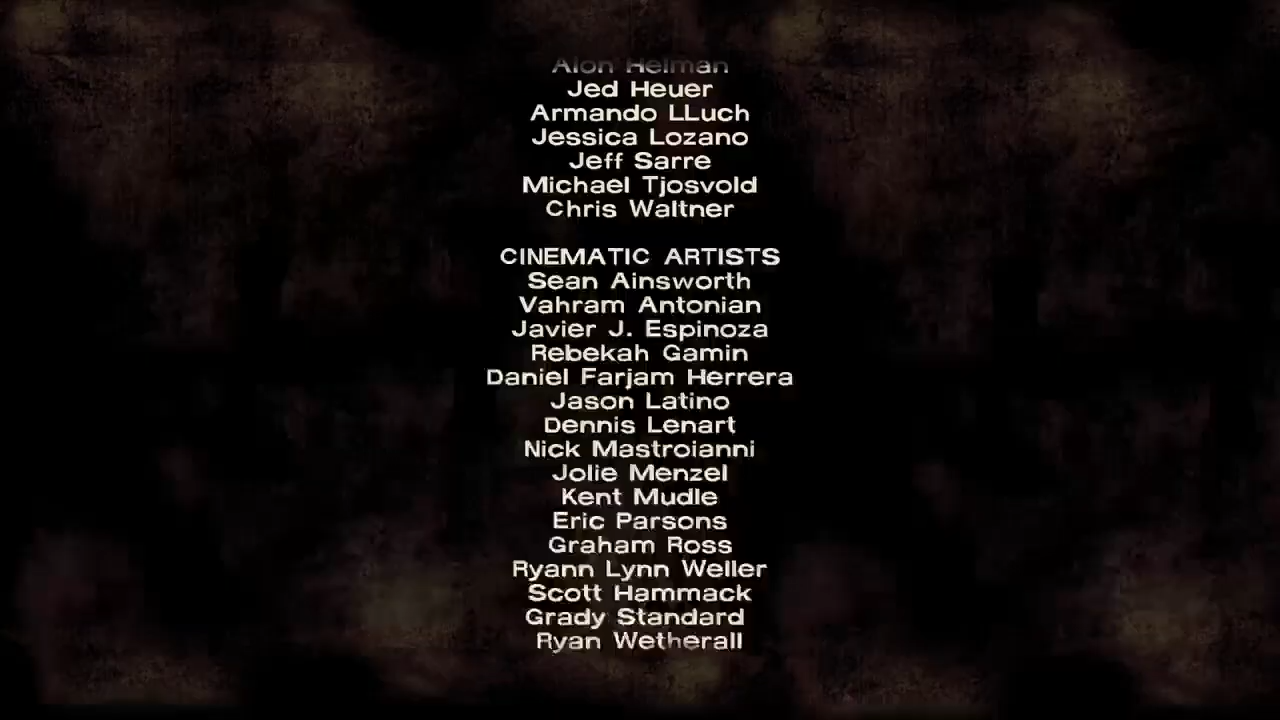 Alon Helman
Jed Heuer
Armando LLuch
Jessica Lozano
Jeff Sarre
Michael Tjosvold
Chris Waltner
CINEMATIC ARTISTS
Sean Ainsworth
Vahram Antonian
Javier J. Espinoza
Rebekah Gamin
Daniel Farjam Herrera
Jason Latino
Dennis Lenart
Nick Mastroianni
Jolie Menzel
Kent Mudle
Eric Parsons
Graham Ross
Ryann Lynn Weller
Scott Hammack
Grady Standard
Ryan Wetherall